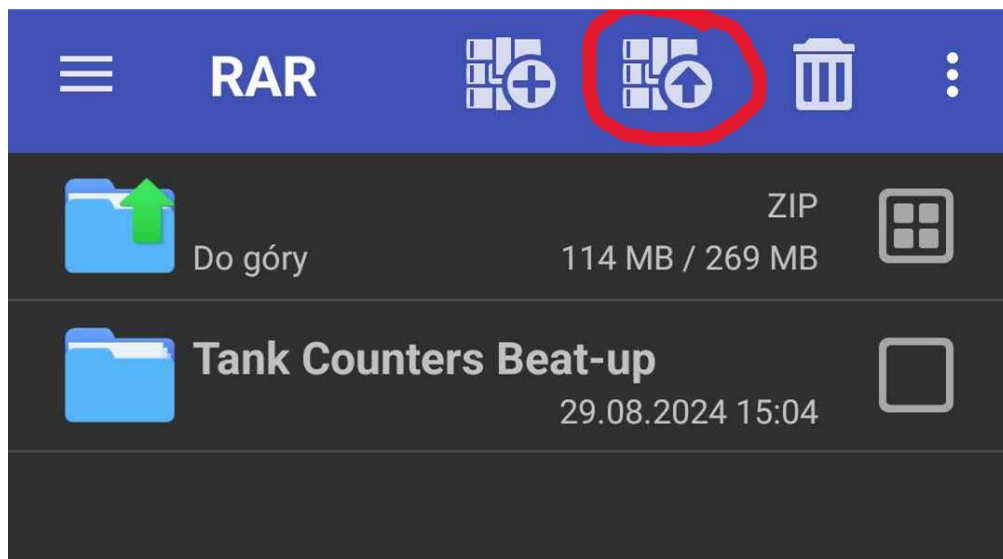 RAR
ZIP
Do góry
114 MB / 269 MB
Tank Counters Beat-up
29.08.2024 15:04